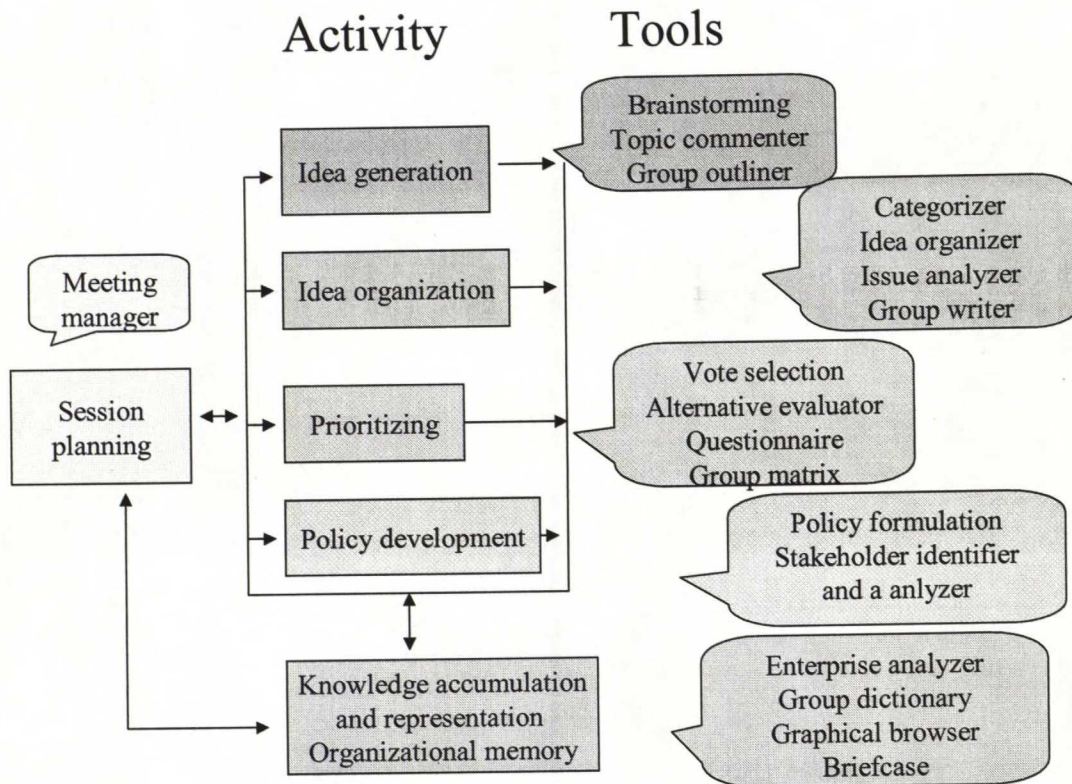 Activity
Tools
Idea generation
Brainstorming
Topic commenter
Group outliner
Idea organization
Categorizer
Idea organizer
Issue analyzer
Group writer
Meeting
manager
Session
planning
Prioritizing
Vote selection
Alternative evaluator
Questionnaire
Group matrix
Policy development
Policy formulation
Stakeholder identifier
and a anlyzer
Knowledge accumulation
and representation
Organizational memory
Enterprise analyzer
Group dictionary
Graphical browser
Briefcase